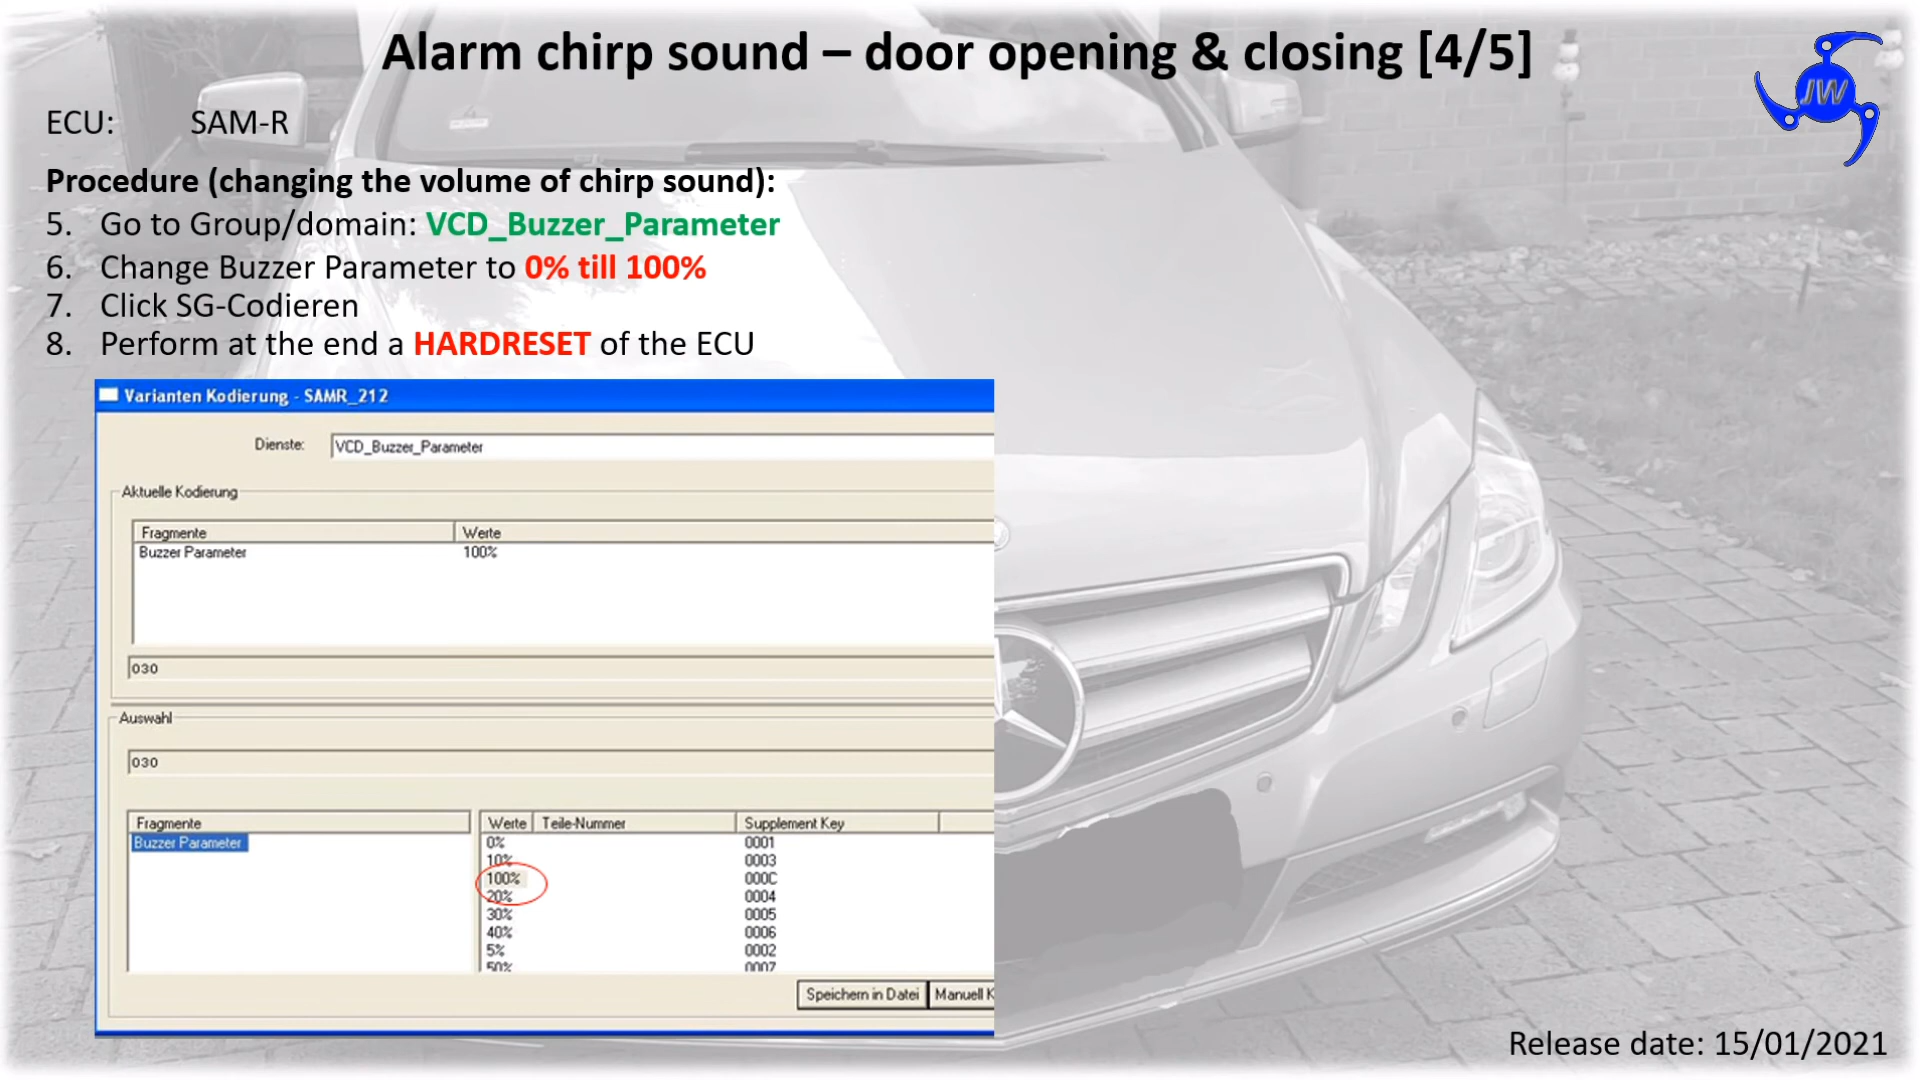 Alarm chirp sound – door opening & closing [4/5]
JW
ECU: SAM-R
Procedure (changing the volume of chirp sound):
5. Go to Group/domain: VCD_Buzzer_Parameter
6. Change Buzzer Parameter to 0% till 100%
7. Click SG-Codieren
8. Perform at the end a HARDRESET of the ECU
Varianten Kodierung - SAMR_212
Dienste: VCD_Buzzer_Parameter
Aktuelle Kodierung
Fragmente Werte
Buzzer Parameter 100%
030
Auswahl
030
Fragmente
Buzzer Parameter
Werte Teile-Nummer Supplement Key
0% 0001
10% 0003
100% 000C
20% 0004
30% 0005
40% 0006
5% 0002
50% 0007
Speichern in Datei Manuell K
Release date: 15/01/2021